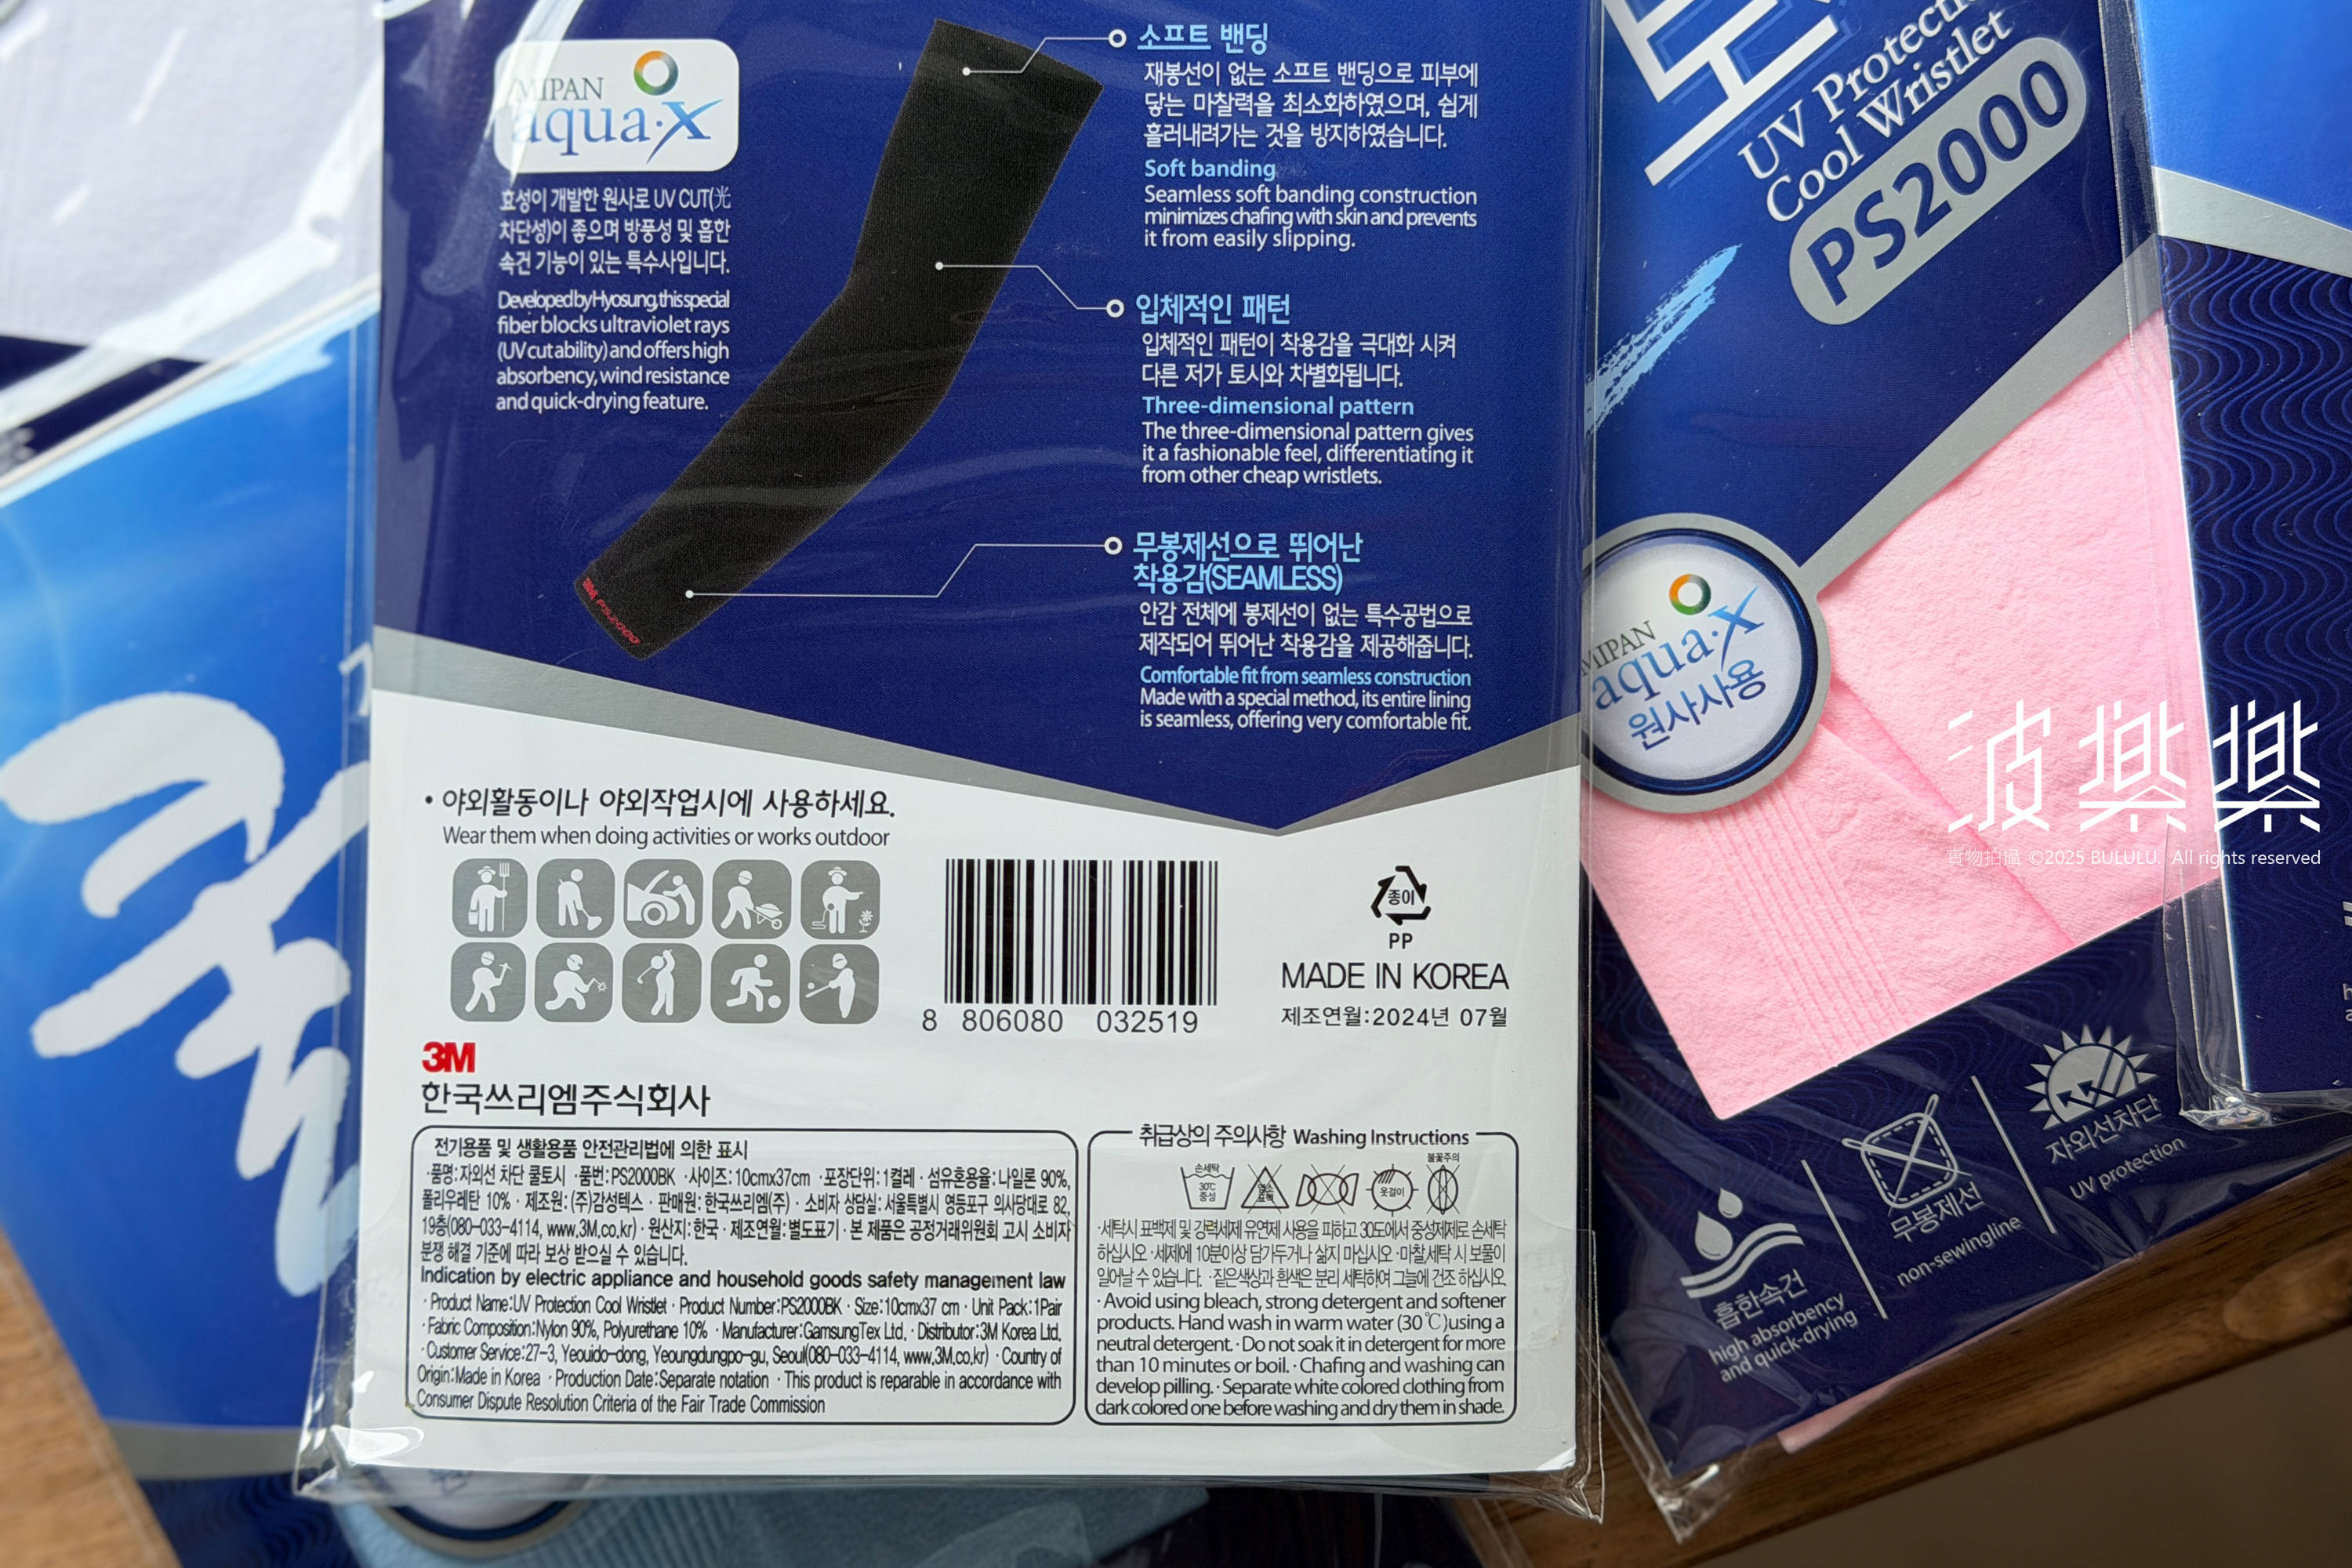 MIPAN
aqua·X
효성이 개발한 원사로 UV CUT(光
차단성)이 좋으며 방풍성 및 흡한
속건 기능이 있는 특수사입니다.
Developed by Hyosung, this special
fiber blocks ultraviolet rays
(UV cut ability) and offers high
absorbency, wind resistance
and quick-drying feature.
소프트 밴딩
재봉선이 없는 소프트 밴딩으로 피부에
닿는 마찰력을 최소화하였으며, 쉽게
흘러내려가는 것을 방지하였습니다.
Soft banding
Seamless soft banding construction
minimizes chafing with skin and prevents
it from easily slipping.
입체적인 패턴
입체적인 패턴이 착용감을 극대화 시켜
다른 저가 토시와 차별화됩니다.
Three-dimensional pattern
The three-dimensional pattern gives
it a fashionable feel, differentiating it
from other cheap wristlets.
무봉제선으로 뛰어난
착용감(SEAMLESS)
안감 전체에 봉제선이 없는 특수공법으로
제작되어 뛰어난 착용감을 제공해줍니다.
Comfortable fit from seamless construction
Made with a special method, its entire lining
is seamless, offering very comfortable fit.
3M PS2000
• 야외활동이나 야외작업시에 사용하세요.
Wear them when doing activities or works outdoor
8 806080 032519
종이
PP
MADE IN KOREA
제조연월:2024년 07월
3M
한국쓰리엠주식회사
전기용품 및 생활용품 안전관리법에 의한 표시
·품명:자외선 차단 쿨토시 ·품번:PS2000BK ·사이즈:10cmx37cm ·포장단위:1켤레 ·섬유혼용율:나일론 90%,
폴리우레탄 10% ·제조원:(주)감성텍스 ·판매원:한국쓰리엠(주) ·소비자 상담실:서울특별시 영등포구 의사당대로 82,
19층(080-033-4114, www.3M.co.kr) ·원산지:한국 ·제조연월:별도표기 ·본 제품은 공정거래위원회 고시 소비자
분쟁 해결 기준에 따라 보상 받으실 수 있습니다.
Indication by electric appliance and household goods safety management law
·Product Name:UV Protection Cool Wristlet ·Product Number:PS2000BK ·Size:10cmx37 cm ·Unit Pack:1Pair
·Fabric Composition:Nylon 90%, Polyurethane 10% ·Manufacturer:GamsungTex Ltd. ·Distributor:3M Korea Ltd.
·Customer Service:27-3, Yeouido-dong, Yeoungdungpo-gu, Seoul(080-033-4114, www.3M.co.kr) ·Country of
Origin:Made in Korea ·Production Date:Separate notation ·This product is reparable in accordance with
Consumer Dispute Resolution Criteria of the Fair Trade Commission
취급상의 주의사항 Washing Instructions
손세탁
30℃
중성
염소
표백
옷걸이
불꽃주의
·세탁시 표백제 및 강력세제 유연제 사용을 피하고 30도에서 중성세제로 손세탁
하십시오 ·세제에 10분이상 담가두거나 삶지 마십시오 ·마찰,세탁 시 보풀이
일어날 수 있습니다. ·짙은색상과 흰색은 분리 세탁하여 그늘에 건조 하십시오
·Avoid using bleach, strong detergent and softener
products. Hand wash in warm water (30℃)using a
neutral detergent. ·Do not soak it in detergent for more
than 10 minutes or boil. ·Chafing and washing can
develop pilling. ·Separate white colored clothing from
dark colored one before washing and dry them in shade.
쿨
UV Protecti
Cool Wristlet
PS2000
MIPAN
aqua·X
원사사용
흡한속건
high absorbency
and quick-drying
무봉제선
non-sewingline
자외선차단
UV protection
波樂樂
實物拍攝 ©2025 BULULU. All rights reserved